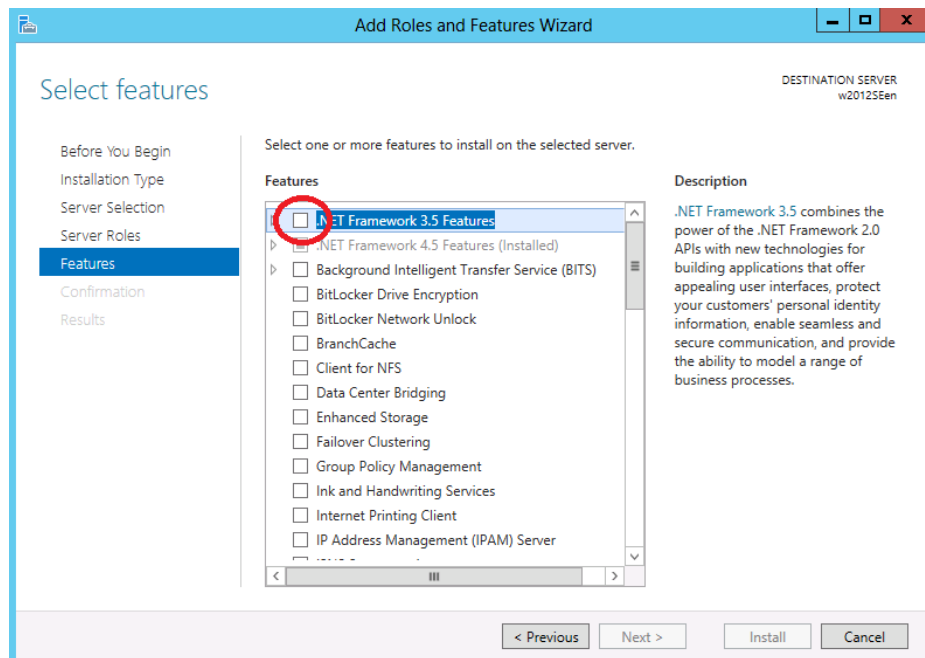 Add Roles and Features Wizard
Select features
DESTINATION SERVER
w2012SEen
Before You Begin
Installation Type
Server Selection
Server Roles
Features
Confirmation
Results
Select one or more features to install on the selected server.
Features
.NET Framework 3.5 Features
.NET Framework 4.5 Features (Installed)
Background Intelligent Transfer Service (BITS)
BitLocker Drive Encryption
BitLocker Network Unlock
BranchCache
Client for NFS
Data Center Bridging
Enhanced Storage
Failover Clustering
Group Policy Management
Ink and Handwriting Services
Internet Printing Client
IP Address Management (IPAM) Server
Description
.NET Framework 3.5 combines the
power of the .NET Framework 2.0
APIs with new technologies for
building applications that offer
appealing user interfaces, protect
your customers' personal identity
information, enable seamless and
secure communication, and provide
the ability to model a range of
business processes.
< Previous
Next >
Install
Cancel